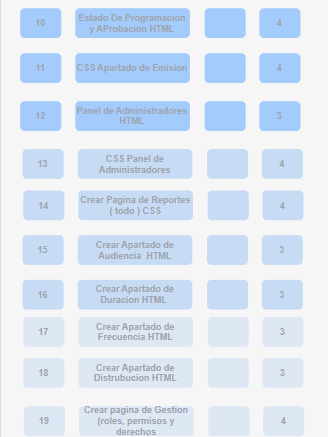 10 Estado De Programacion 4
y AProbacion HTML
11 CSS Apartado de Emision 4
12 Panel de Administradores 3
HTML
13 CSS Panel de 4
Administradores
14 Crear Pagina de Reportes 4
( todo ) CSS
15 Crear Apartado de 3
Audiencia HTML
16 Crear Apartado de 3
Duracion HTML
17 Crear Apartado de 3
Frecuencia HTML
18 Crear Apartado de 3
Distrubucion HTML
19 Crear pagina de Gestion 4
(roles, permisos y
derechos